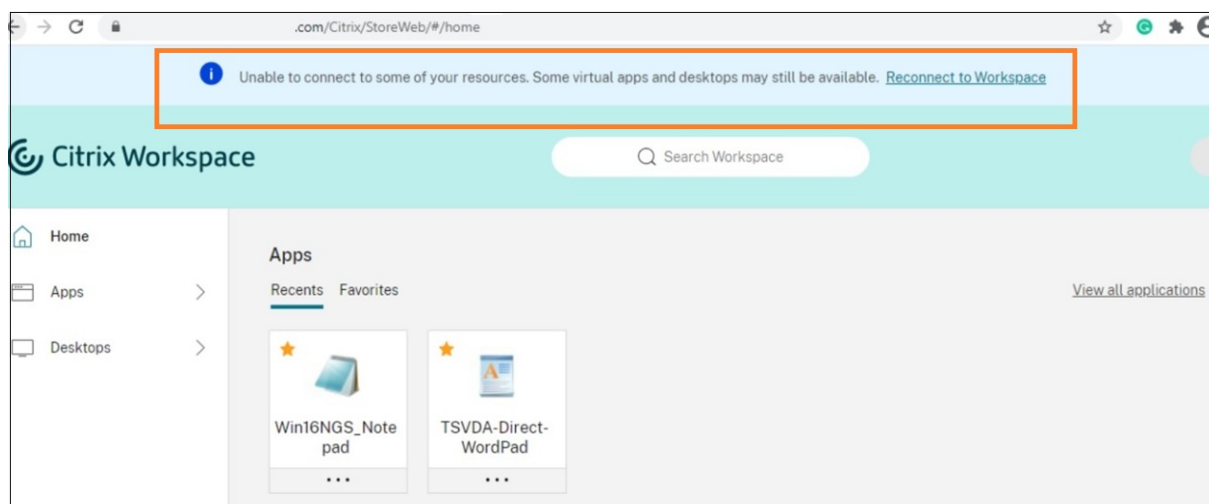 .com/Citrix/StoreWeb/#/home
Unable to connect to some of your resources. Some virtual apps and desktops may still be available. Reconnect to Workspace
Citrix Workspace
Search Workspace
Home
Apps
Desktops
Apps
Recents Favorites
View all applications
Win16NGS_Note
pad
TSVDA-Direct-
WordPad